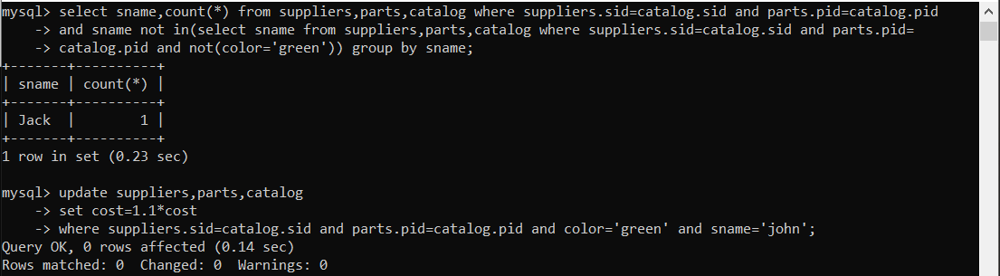 mysql> select sname,count(*) from suppliers,parts,catalog where suppliers.sid=catalog.sid and parts.pid=catalog.pid
    -> and sname not in(select sname from suppliers,parts,catalog where suppliers.sid=catalog.sid and parts.pid=
    -> catalog.pid and not(color='green')) group by sname;
+-------+----------+
| sname | count(*) |
+-------+----------+
| Jack  |        1 |
+-------+----------+
1 row in set (0.23 sec)

mysql> update suppliers,parts,catalog
    -> set cost=1.1*cost
    -> where suppliers.sid=catalog.sid and parts.pid=catalog.pid and color='green' and sname='john';
Query OK, 0 rows affected (0.14 sec)
Rows matched: 0  Changed: 0  Warnings: 0